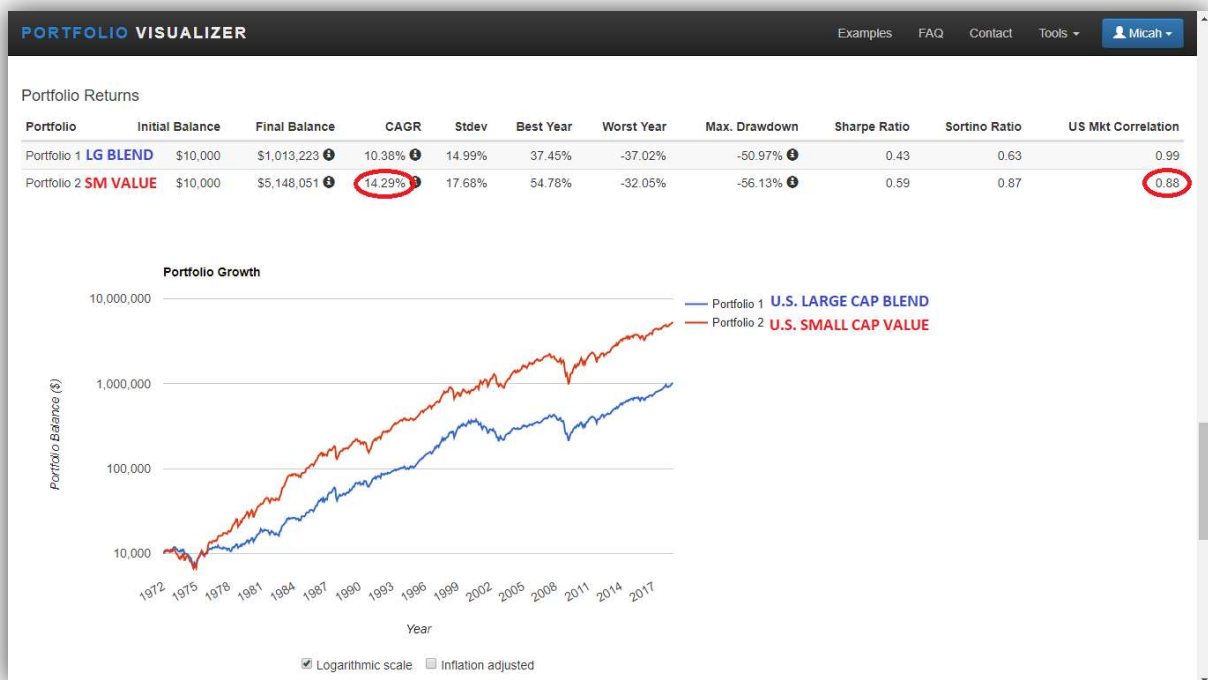 PORTFOLIO VISUALIZER Examples FAQ Contact Tools Micah
Portfolio Returns
Portfolio Initial Balance Final Balance CAGR Stdev Best Year Worst Year Max. Drawdown Sharpe Ratio Sortino Ratio US Mkt Correlation
Portfolio 1 LG BLEND $10,000 $1,013,223 10.38% 14.99% 37.45% -37.02% -50.97% 0.43 0.63 0.99
Portfolio 2 SM VALUE $10,000 $5,148,051 14.29% 17.68% 54.78% -32.05% -56.13% 0.59 0.87 0.88
Portfolio Growth
10,000,000
Portfolio 1 U.S. LARGE CAP BLEND
Portfolio 2 U.S. SMALL CAP VALUE
1,000,000
Portfolio Balance ($)
100,000
10,000
1972 1975 1978 1981 1984 1987 1990 1993 1996 1999 2002 2005 2008 2011 2014 2017
Year
Logarithmic scale Inflation adjusted